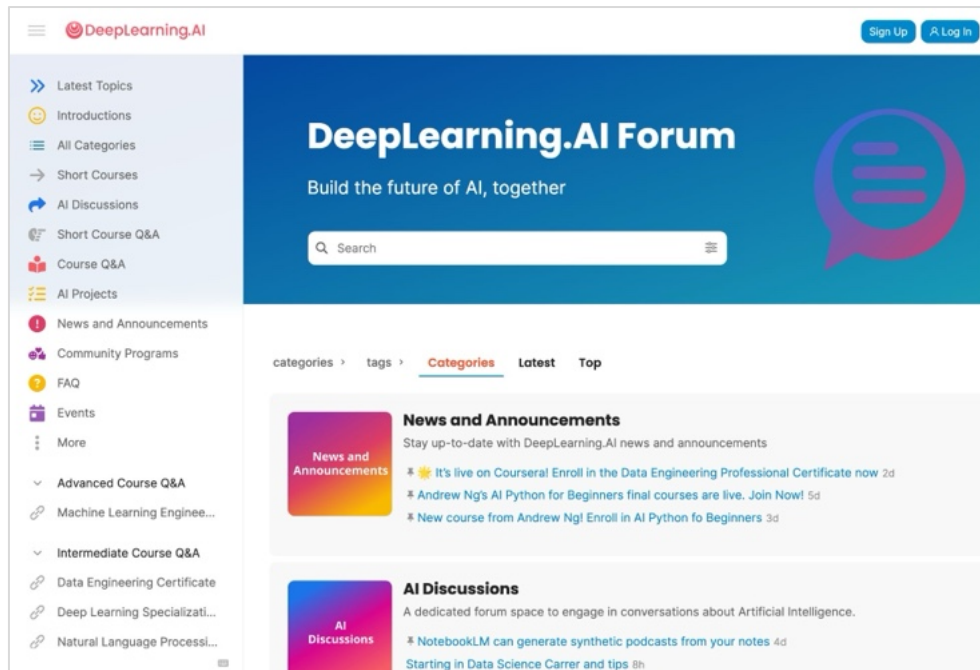 DeepLearning.AI
Sign Up
Log In
Latest Topics
Introductions
All Categories
Short Courses
AI Discussions
Short Course Q&A
Course Q&A
AI Projects
News and Announcements
Community Programs
FAQ
Events
More
Advanced Course Q&A
Machine Learning Enginee...
Intermediate Course Q&A
Data Engineering Certificate
Deep Learning Specializati...
Natural Language Processi...
DeepLearning.AI Forum
Build the future of AI, together
Search
categories › tags › Categories Latest Top
News and Announcements
News and Announcements
Stay up-to-date with DeepLearning.AI news and announcements
It's live on Coursera! Enroll in the Data Engineering Professional Certificate now 2d
Andrew Ng's AI Python for Beginners final courses are live. Join Now! 5d
New course from Andrew Ng! Enroll in AI Python fo Beginners 3d
AI
Discussions
AI Discussions
A dedicated forum space to engage in conversations about Artificial Intelligence.
NotebookLM can generate synthetic podcasts from your notes 4d
Starting in Data Science Carrer and tips 8h